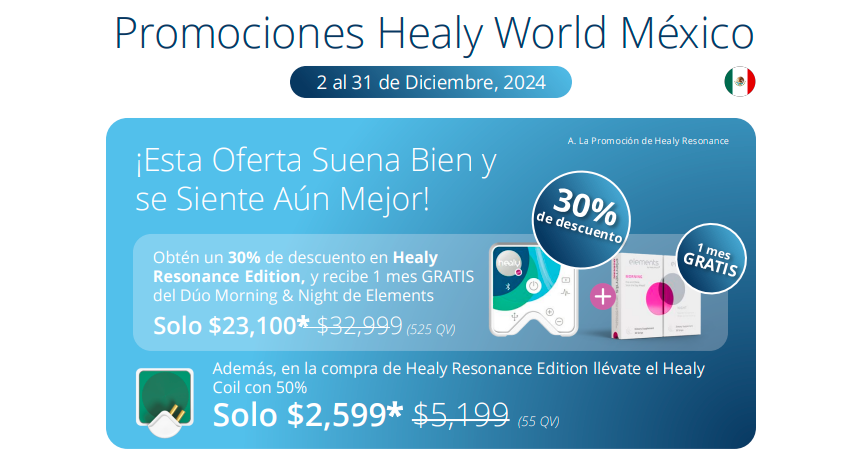 Promociones Healy World México
2 al 31 de Diciembre, 2024
A. La Promoción de Healy Resonance
¡Esta Oferta Suena Bien y
se Siente Aún Mejor!
30%
de descuento
1 mes
GRATIS
Obtén un 30% de descuento en Healy
Resonance Edition, y recibe 1 mes GRATIS
del Dúo Morning & Night de Elements
Solo $23,100* $32,999 (525 QV)
healy
elements
MORNING
Además, en la compra de Healy Resonance Edition llévate el Healy
Coil con 50%
Solo $2,599* $5,199 (55 QV)